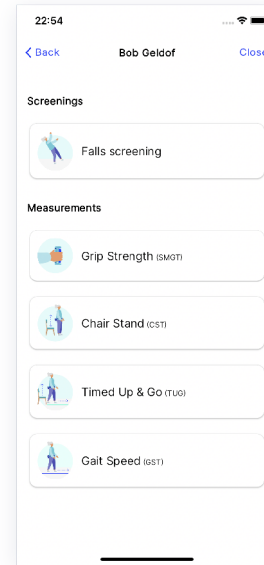 22:54
Back
Bob Geldof
Close
Screenings
Falls screening
Measurements
Grip Strength (SMGT)
Chair Stand (CST)
Timed Up & Go (TUG)
Gait Speed (GST)